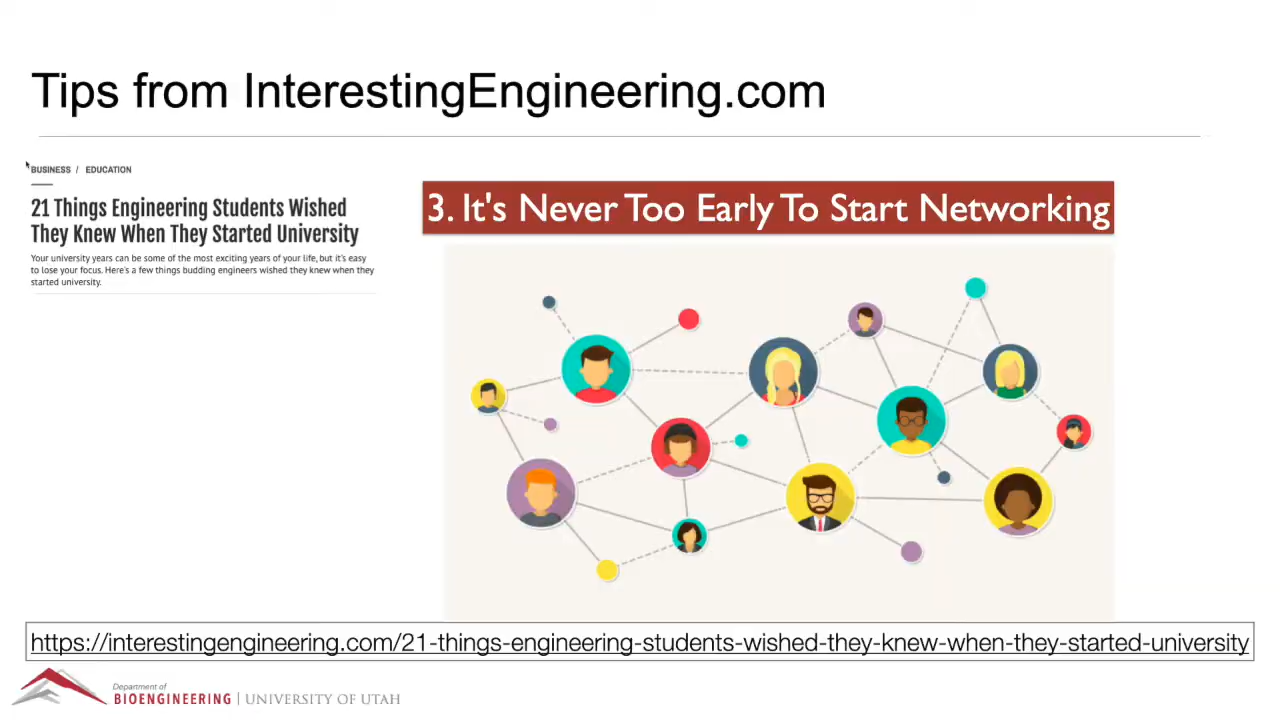 Tips from InterestingEngineering.com
BUSINESS / EDUCATION
21 Things Engineering Students Wished
They Knew When They Started University
Your university years can be some of the most exciting years of your life, but it's easy
to lose your focus. Here's a few things budding engineers wished they knew when they
started university.
3. It's Never Too Early To Start Networking
https://interestingengineering.com/21-things-engineering-students-wished-they-knew-when-they-started-university
Department of
BIOENGINEERING | UNIVERSITY OF UTAH